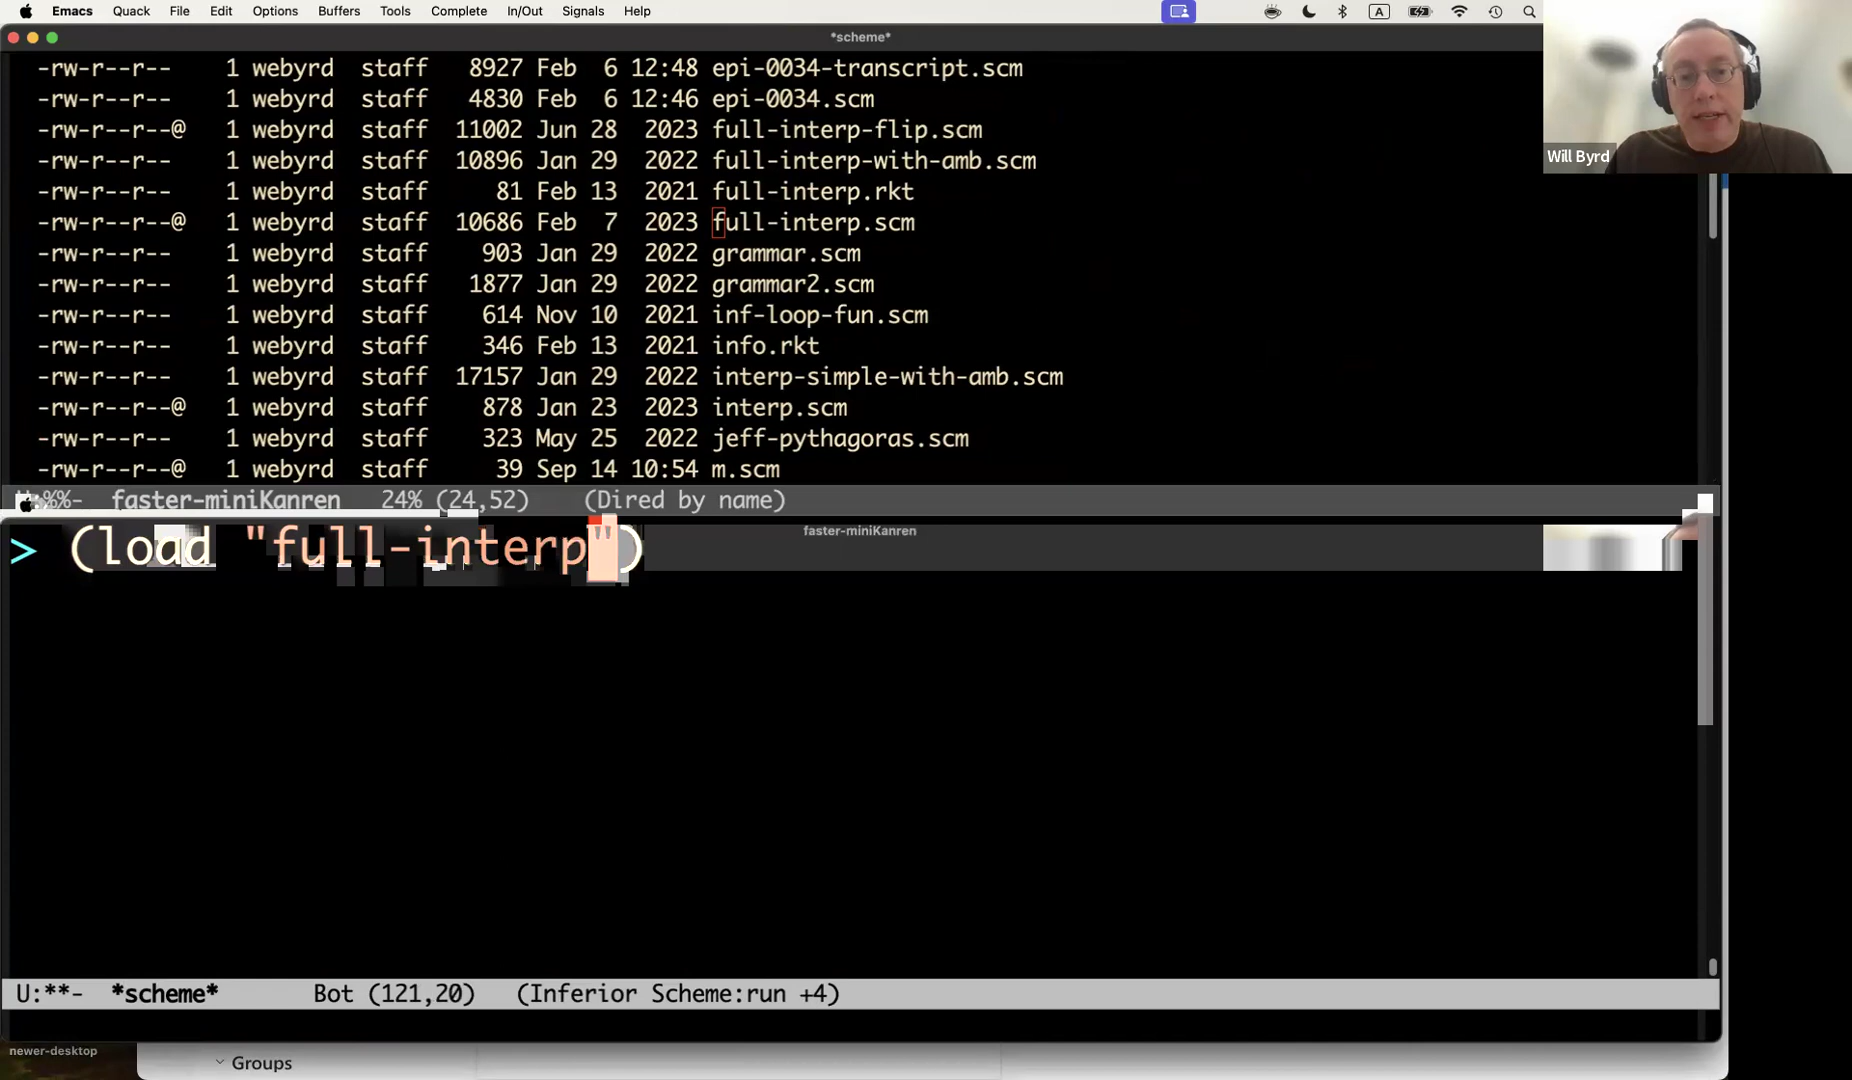 Emacs Quack File Edit Options Buffers Tools Complete In/Out Signals Help A
*scheme*
-rw-r--r-- 1 webyrd staff 8927 Feb 6 12:48 epi-0034-transcript.scm
-rw-r--r-- 1 webyrd staff 4830 Feb 6 12:46 epi-0034.scm
-rw-r--r--@ 1 webyrd staff 11002 Jun 28 2023 full-interp-flip.scm
-rw-r--r-- 1 webyrd staff 10896 Jan 29 2022 full-interp-with-amb.scm
Will Byrd
-rw-r--r-- 1 webyrd staff 81 Feb 13 2021 full-interp.rkt
-rw-r--r--@ 1 webyrd staff 10686 Feb 7 2023 full-interp.scm
-rw-r--r-- 1 webyrd staff 903 Jan 29 2022 grammar.scm
-rw-r--r-- 1 webyrd staff 1877 Jan 29 2022 grammar2.scm
-rw-r--r-- 1 webyrd staff 614 Nov 10 2021 inf-loop-fun.scm
-rw-r--r-- 1 webyrd staff 346 Feb 13 2021 info.rkt
-rw-r--r-- 1 webyrd staff 17157 Jan 29 2022 interp-simple-with-amb.scm
-rw-r--r--@ 1 webyrd staff 878 Jan 23 2023 interp.scm
-rw-r--r-- 1 webyrd staff 323 May 25 2022 jeff-pythagoras.scm
-rw-r--r--@ 1 webyrd staff 39 Sep 14 10:54 m.scm
%%- faster-miniKanren 24% (24,52) (Dired by name)
faster-miniKanren
> (load "full-interp")
U:**- *scheme* Bot (121,20) (Inferior Scheme:run +4)
newer-desktop
Groups